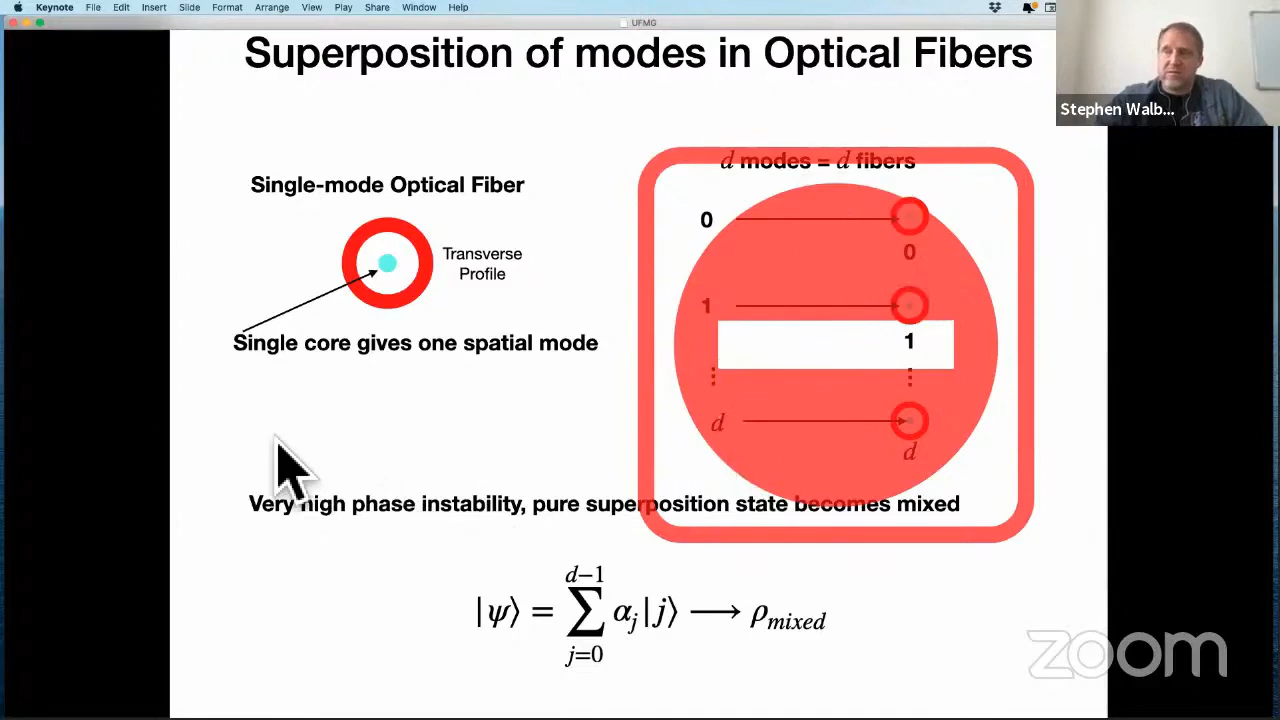 Keynote File Edit Insert Slide Format Arrange View Play Share Window Help
UFMG
Superposition of modes in Optical Fibers
Stephen Walb...
d modes = d fibers
Single-mode Optical Fiber
0
Transverse
Profile
0
1
Single core gives one spatial mode
1
⋮ ⋮
d
d
Very high phase instability, pure superposition state becomes mixed
|ψ⟩ = ∑_{j=0}^{d−1} α_j|j⟩ ⟶ ρ_{mixed}
zoom